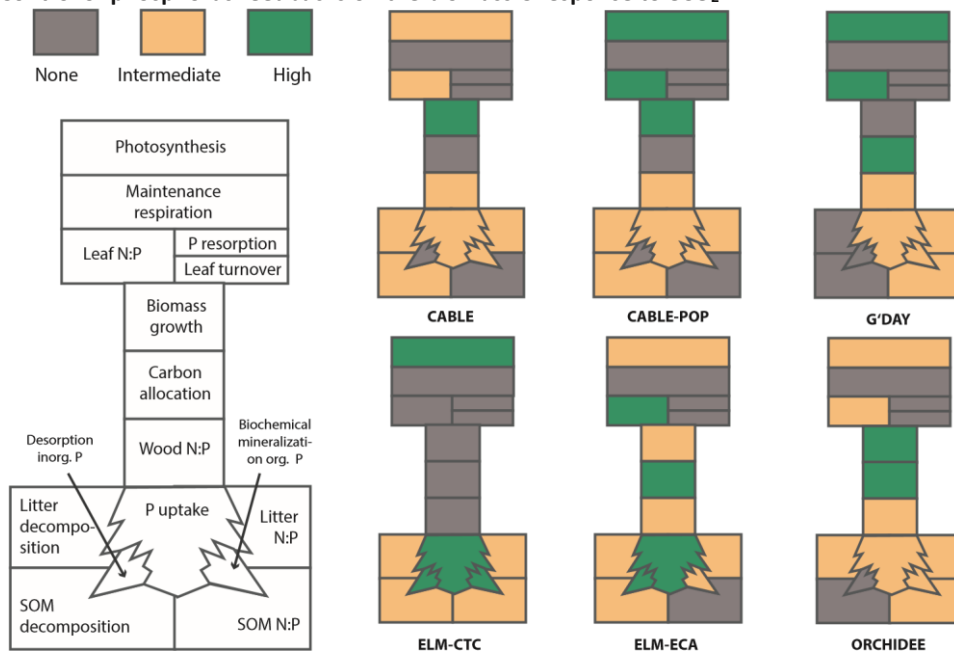 None
Intermediate
High
Photosynthesis
Maintenance
respiration
Leaf N:P
P resorption
Leaf turnover
Biomass
growth
Carbon
allocation
Wood N:P
Desorption
inorg. P
Biochemical
mineralizati-
on org. P
Litter
decompo-
sition
P uptake
Litter
N:P
SOM
decomposition
SOM N:P
CABLE
CABLE-POP
G'DAY
ELM-CTC
ELM-ECA
ORCHIDEE